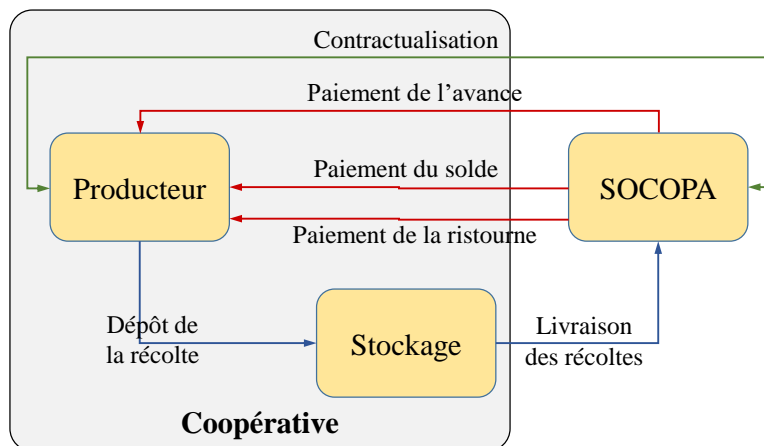 Contractualisation
Paiement de l’avance
Producteur
Paiement du solde
SOCOPA
Paiement de la ristourne
Dépôt de
la récolte
Stockage
Livraison
des récoltes
Coopérative